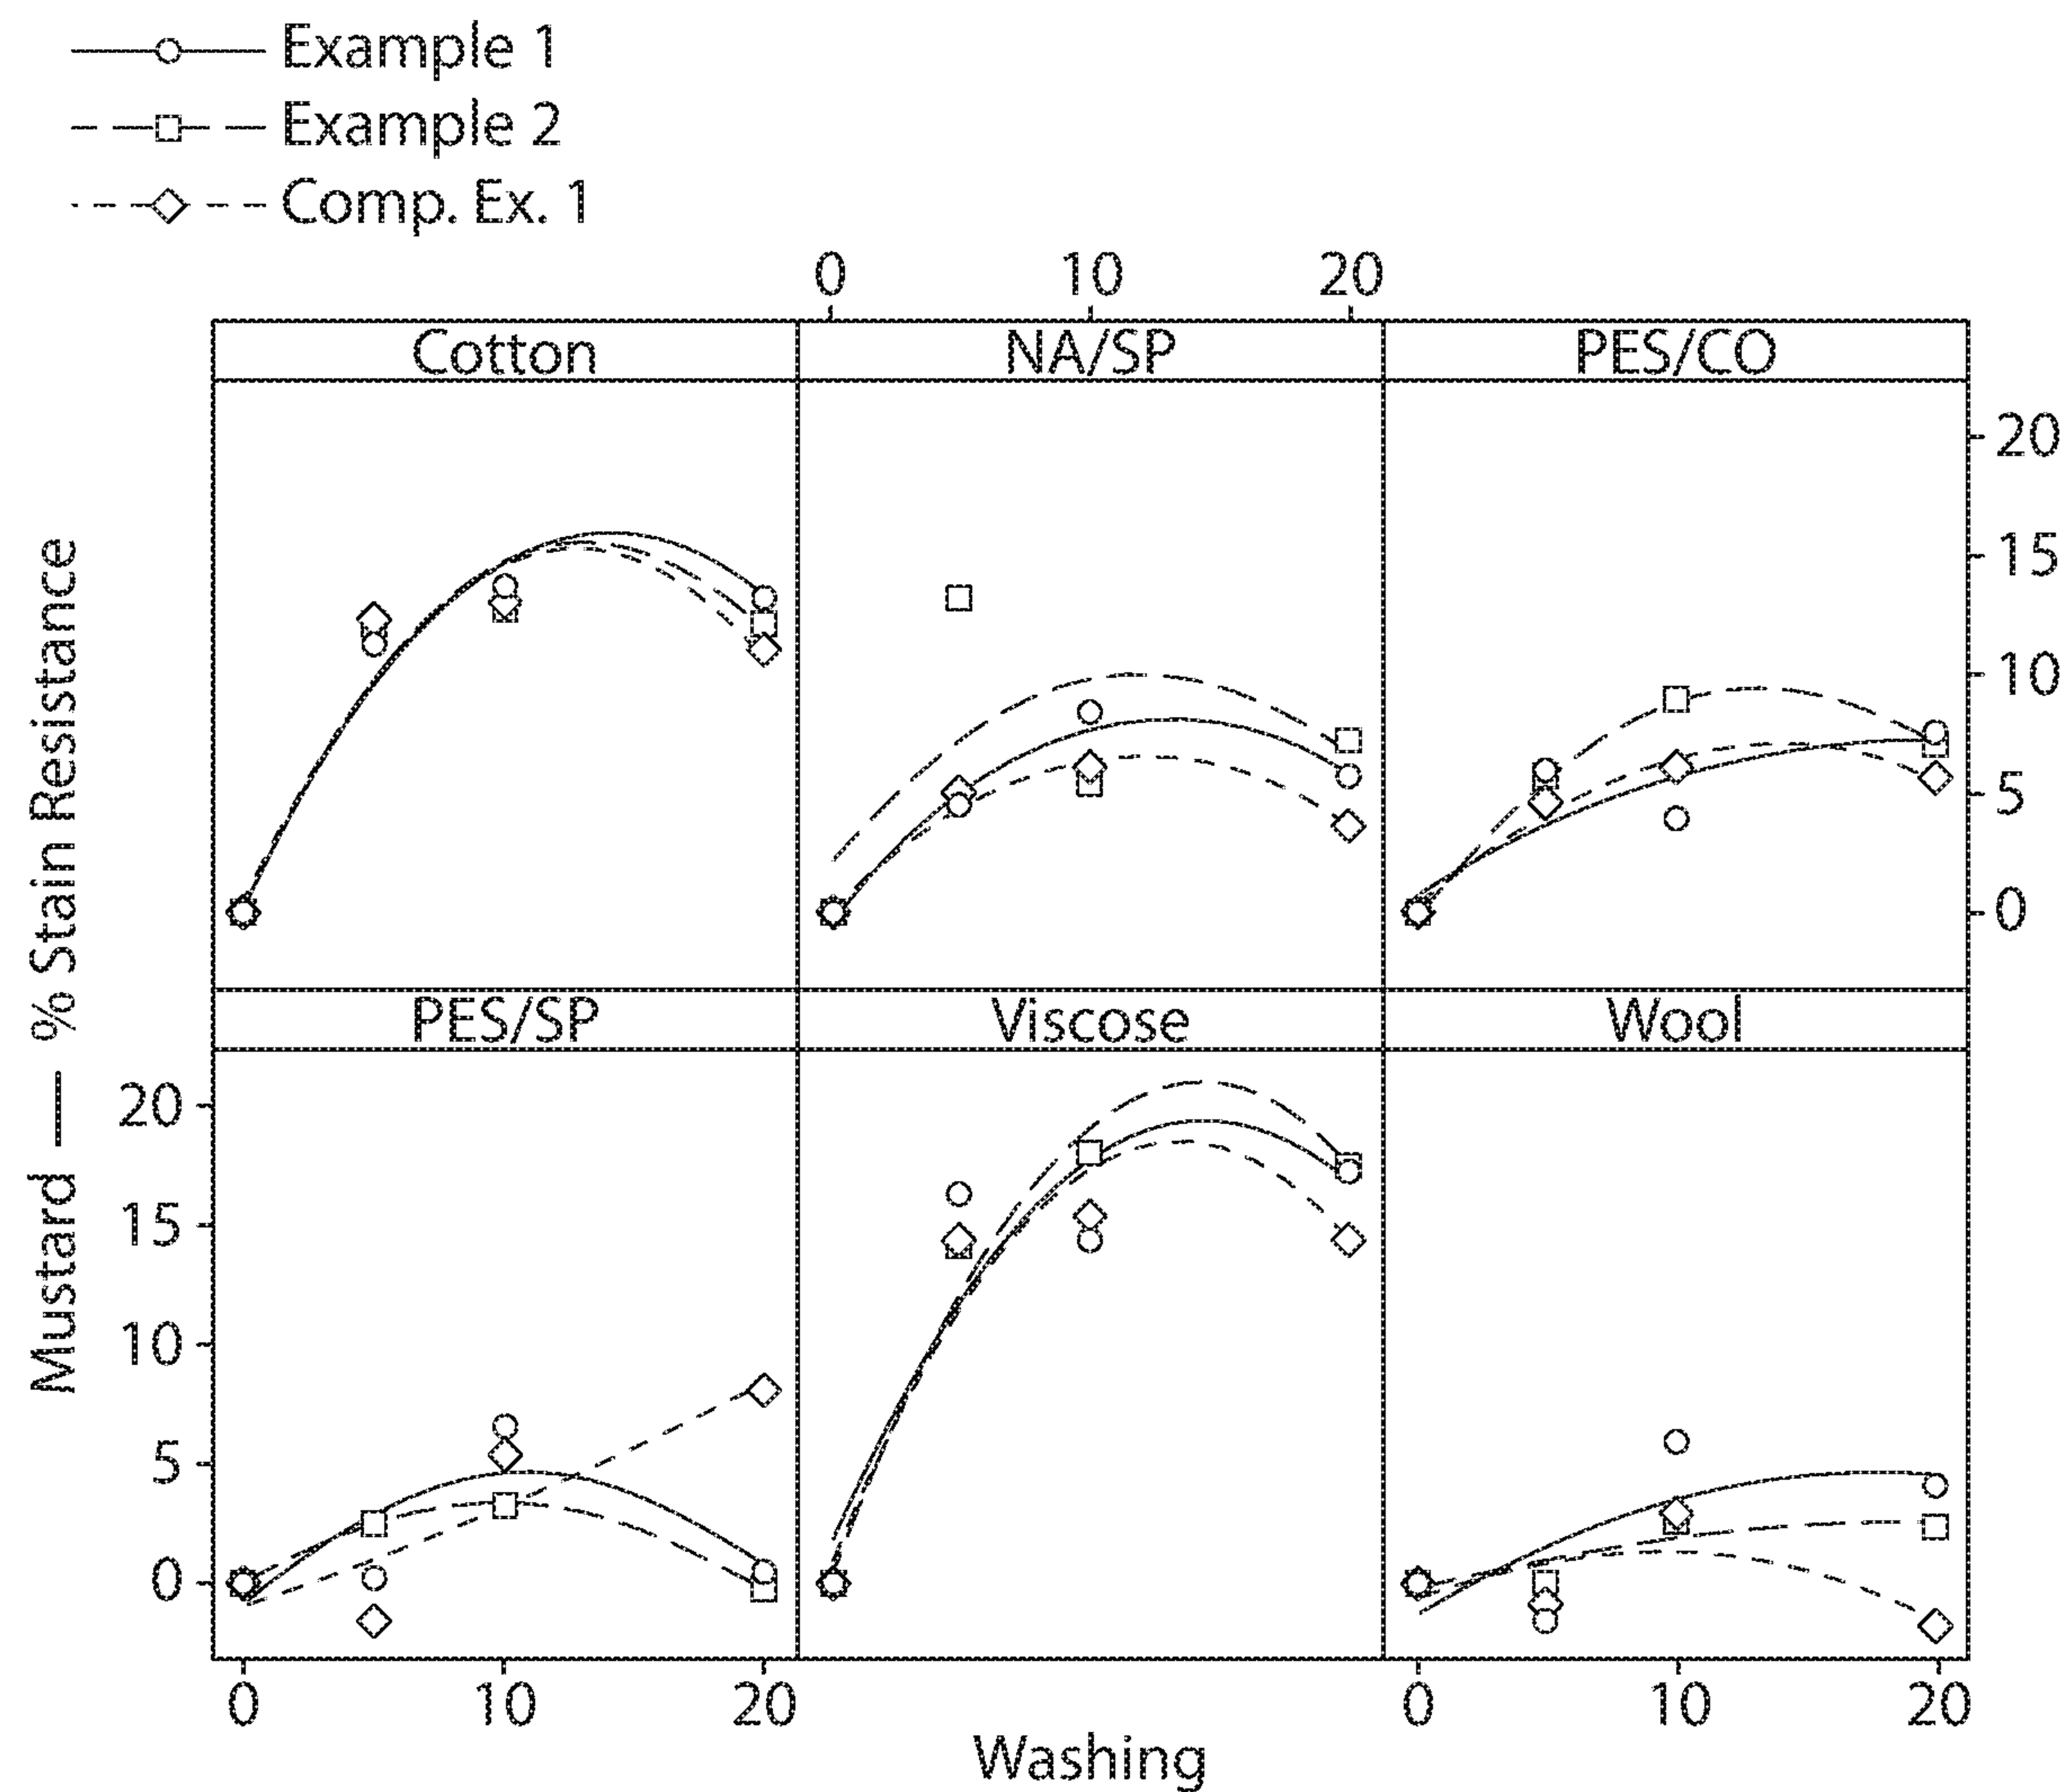 Example 1
Example 2
Comp. Ex. 1
0 10 20
Cotton NA/SP PES/CO
20
15
10
5
0
Mustard — % Stain Resistance
PES/SP Viscose Wool
20
15
10
5
0
0 10 20 0 10 20
Washing